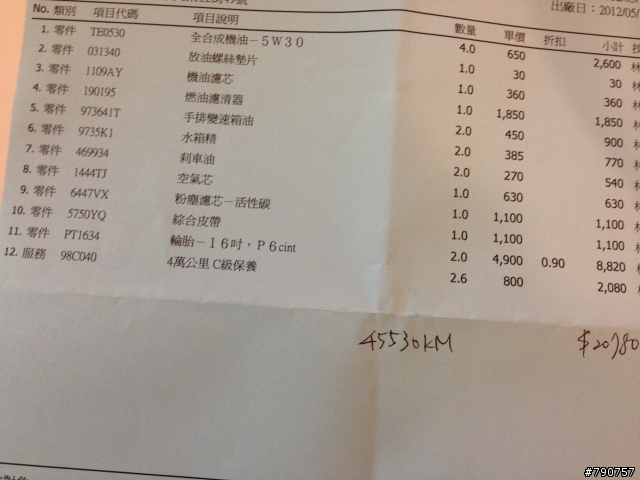 出廠日：2012/05/
No. 類別 項目代碼 項目說明 數量 單價 折扣 小計
1. 零件 TE0530 全合成機油－５Ｗ３０ 4.0 650 2,600 林
2. 零件 031340 放油螺絲墊片 1.0 30 30 林
3. 零件 1109AY 機油濾芯 1.0 360 360 林
4. 零件 190195 燃油濾清器 1.0 1,850 1,850 林
5. 零件 973641T 手排變速箱油 2.0 450 900 林
6. 零件 9735K1 水箱精 2.0 385 770 林
7. 零件 469934 剎車油 2.0 270 540 林
8. 零件 1444TJ 空氣芯 1.0 630 630 林
9. 零件 6447VX 粉塵濾芯－活性碳 1.0 1,100 1,100
10. 零件 5750YQ 綜合皮帶 1.0 1,100 1,100
11. 零件 PT1634 輪胎－１６吋，Ｐ６cint 2.0 4,900 0.90 8,820
12. 服務 98C040 4萬公里 C級保養 2.6 800 2,080
45530KM $20780
#790757